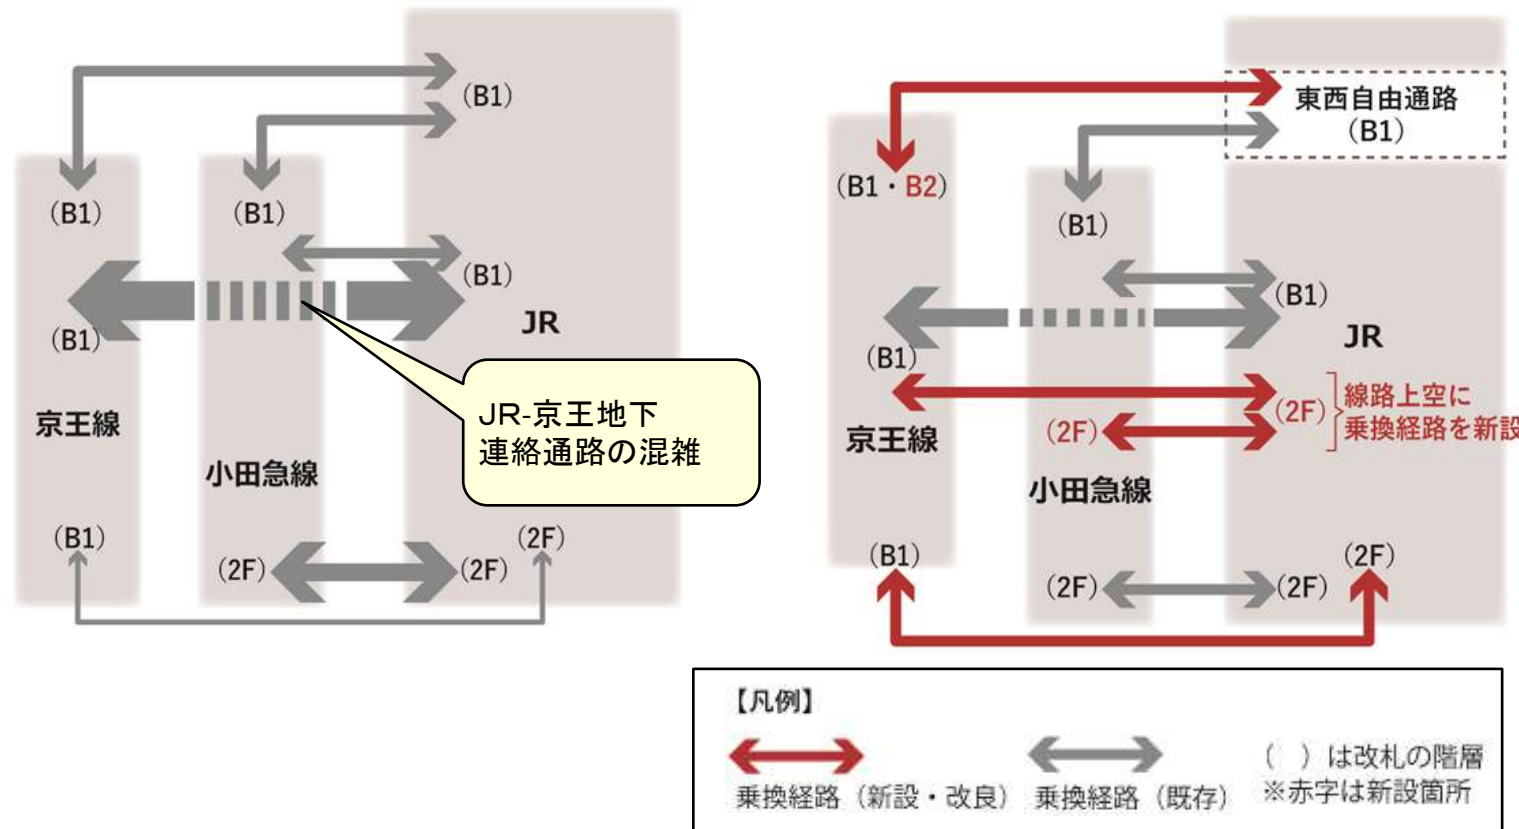 (B1)
(B1)
(B1)
(B1)
(B1)
JR
JR-京王地下
連絡通路の混雑
京王線
小田急線
(B1)
(2F)
(2F)
(2F)
東西自由通路
(B1)
(B1・B2)
(B1)
(B1)
JR
(B1)
(2F)
線路上空に
乗換経路を新設
(2F)
京王線
小田急線
(B1)
(2F)
(2F)
(2F)
【凡例】
乗換経路（新設・改良）
乗換経路（既存）
(　)は改札の階層
※赤字は新設箇所